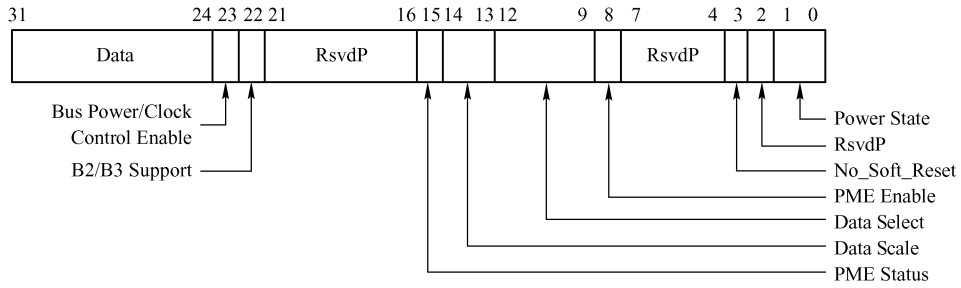 31 24 23 22 21 16 15 14 13 12 9 8 7 4 3 2 1 0
Data RsvdP RsvdP
Bus Power/Clock
Control Enable
B2/B3 Support
Power State
RsvdP
No_Soft_Reset
PME Enable
Data Select
Data Scale
PME Status